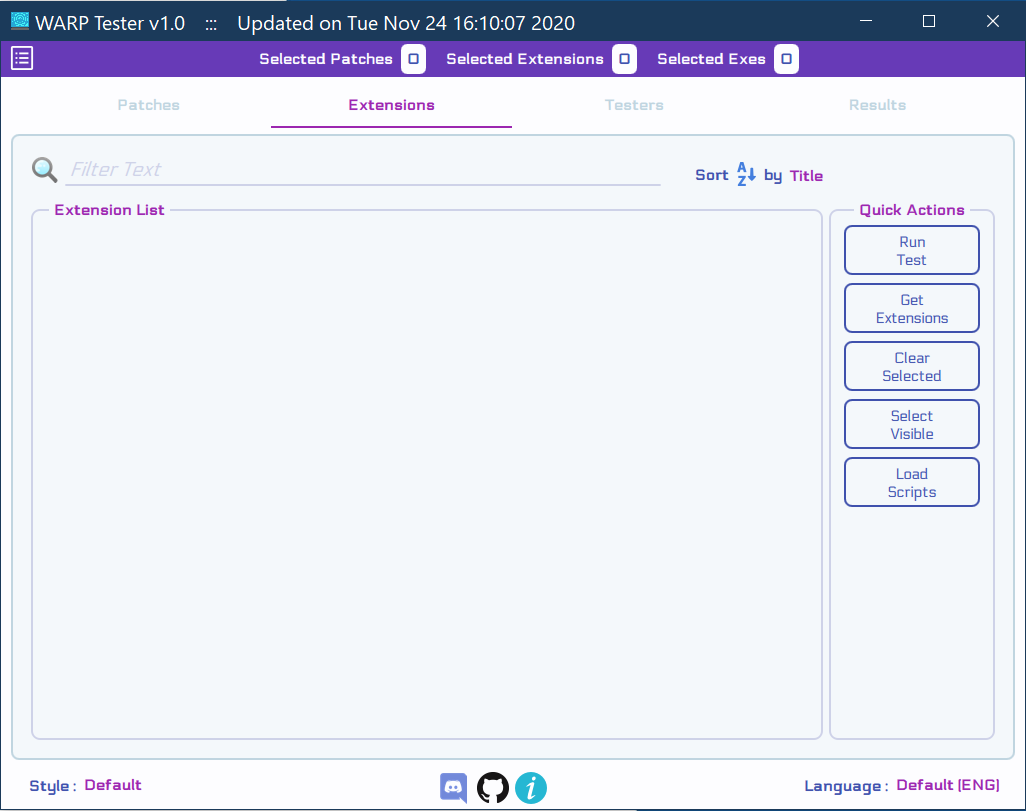 WARP Tester v1.0 ::: Updated on Tue Nov 24 16:10:07 2020
Selected Patches 0 Selected Extensions 0 Selected Exes 0
Patches Extensions Testers Results
Filter Text
Sort A Z by Title
Extension List
Quick Actions
Run
Test
Get
Extensions
Clear
Selected
Select
Visible
Load
Scripts
Style : Default
i
Language : Default (ENG)